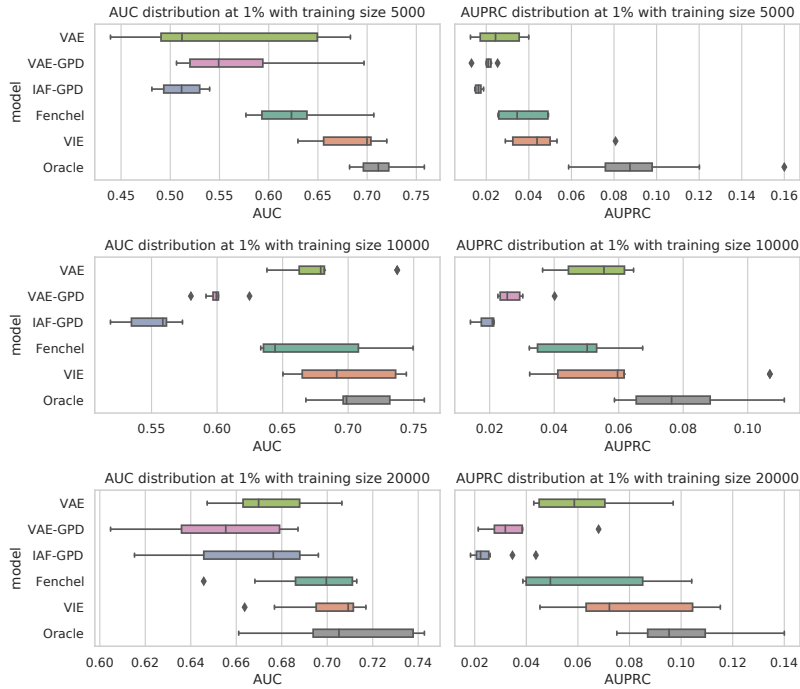 AUC distribution at 1% with training size 5000
model
VAE
VAE-GPD
IAF-GPD
Fenchel
VIE
Oracle
0.45 0.50 0.55 0.60 0.65 0.70 0.75
AUC
AUPRC distribution at 1% with training size 5000
0.02 0.04 0.06 0.08 0.10 0.12 0.14 0.16
AUPRC
AUC distribution at 1% with training size 10000
model
VAE
VAE-GPD
IAF-GPD
Fenchel
VIE
Oracle
0.55 0.60 0.65 0.70 0.75
AUC
AUPRC distribution at 1% with training size 10000
0.02 0.04 0.06 0.08 0.10
AUPRC
AUC distribution at 1% with training size 20000
model
VAE
VAE-GPD
IAF-GPD
Fenchel
VIE
Oracle
0.60 0.62 0.64 0.66 0.68 0.70 0.72 0.74
AUC
AUPRC distribution at 1% with training size 20000
0.02 0.04 0.06 0.08 0.10 0.12 0.14
AUPRC